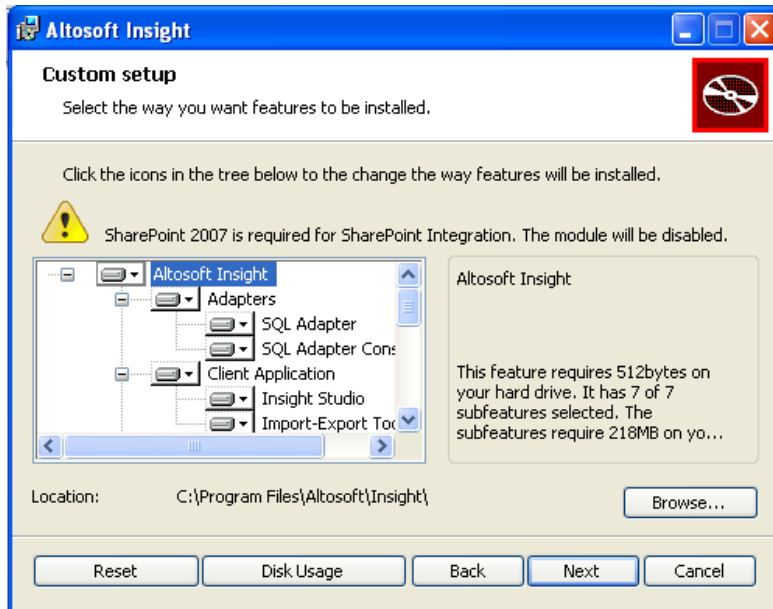 Altosoft Insight
Custom setup
Select the way you want features to be installed.
Click the icons in the tree below to the change the way features will be installed.
SharePoint 2007 is required for SharePoint Integration. The module will be disabled.
Altosoft Insight
Adapters
SQL Adapter
SQL Adapter Cons
Client Application
Insight Studio
Import-Export Too
Altosoft Insight
This feature requires 512bytes on
your hard drive. It has 7 of 7
subfeatures selected. The
subfeatures require 218MB on yo...
Location: C:\Program Files\Altosoft\Insight\
Browse...
Reset Disk Usage Back Next Cancel